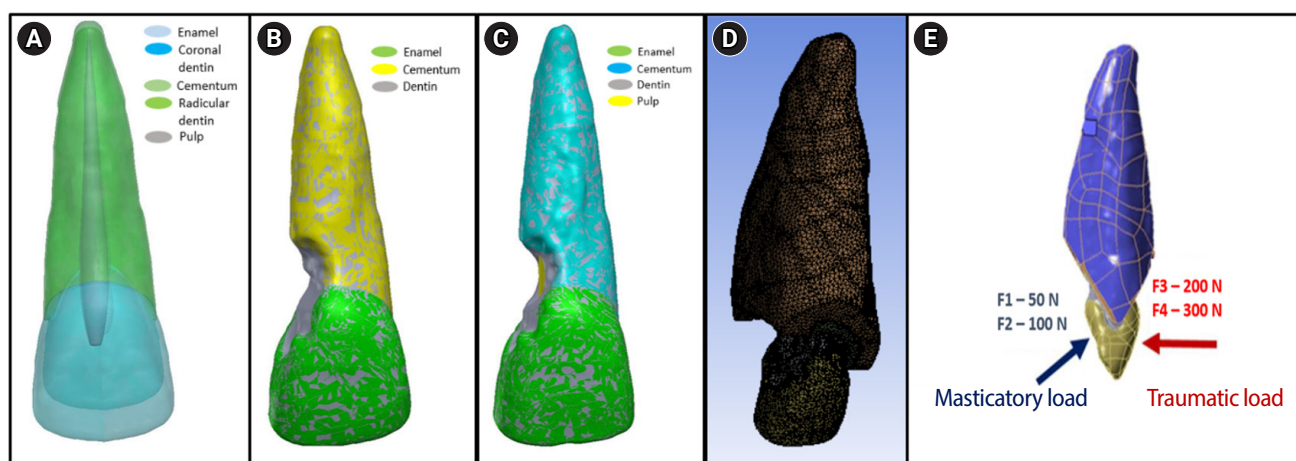 A
Enamel
Coronal
dentin
Cementum
Radicular
dentin
Pulp
B
Enamel
Cementum
Dentin
C
Enamel
Cementum
Dentin
Pulp
D
E
F1 – 50 N
F2 – 100 N
F3 – 200 N
F4 – 300 N
Masticatory load
Traumatic load